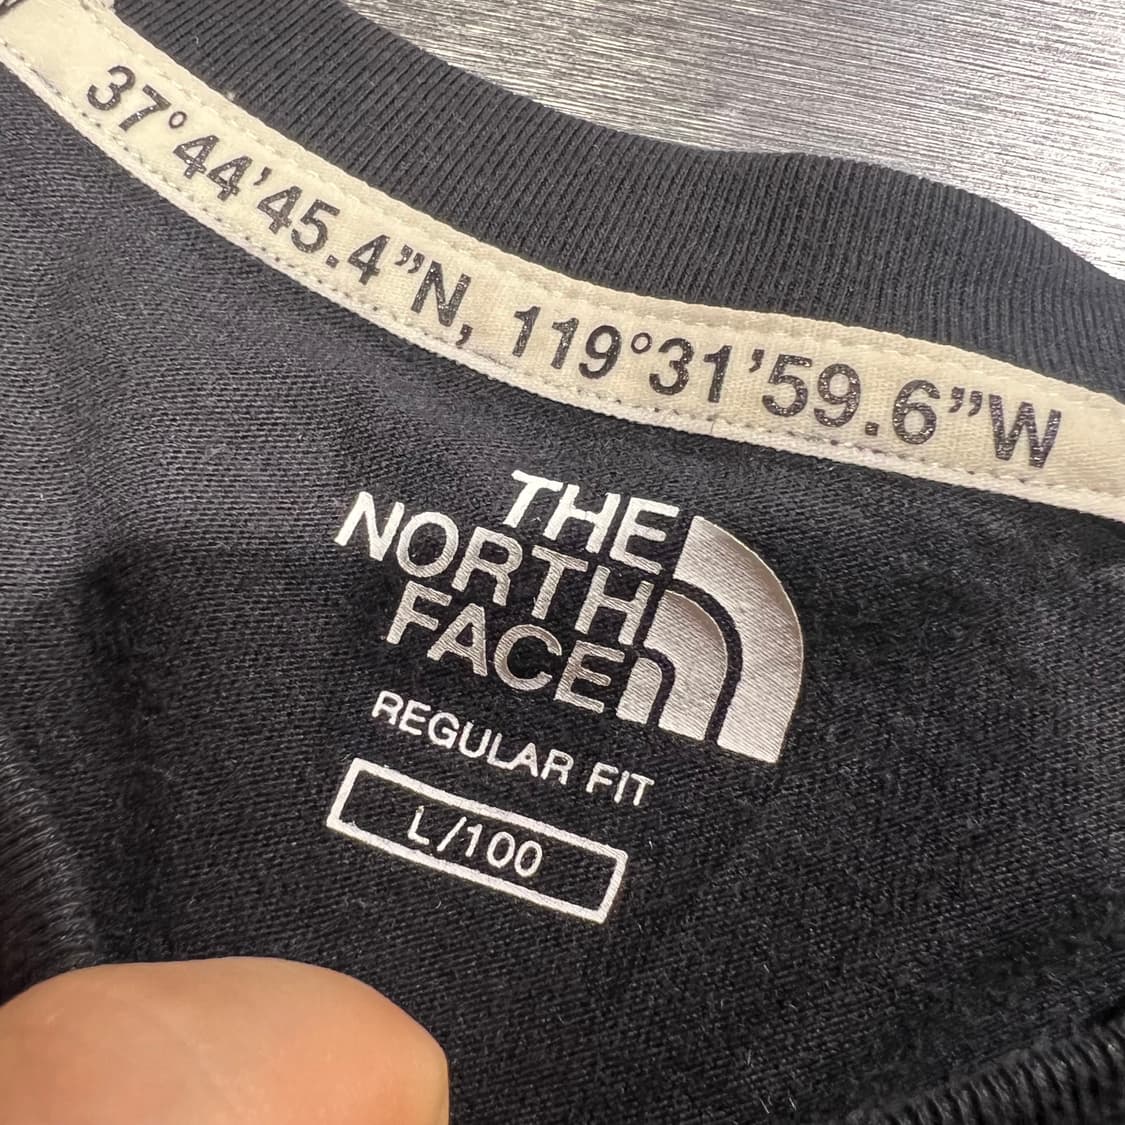 37°44'45.4”N, 119°31’59.6”W
THE
NORTH
FACE
REGULAR FIT
L/100